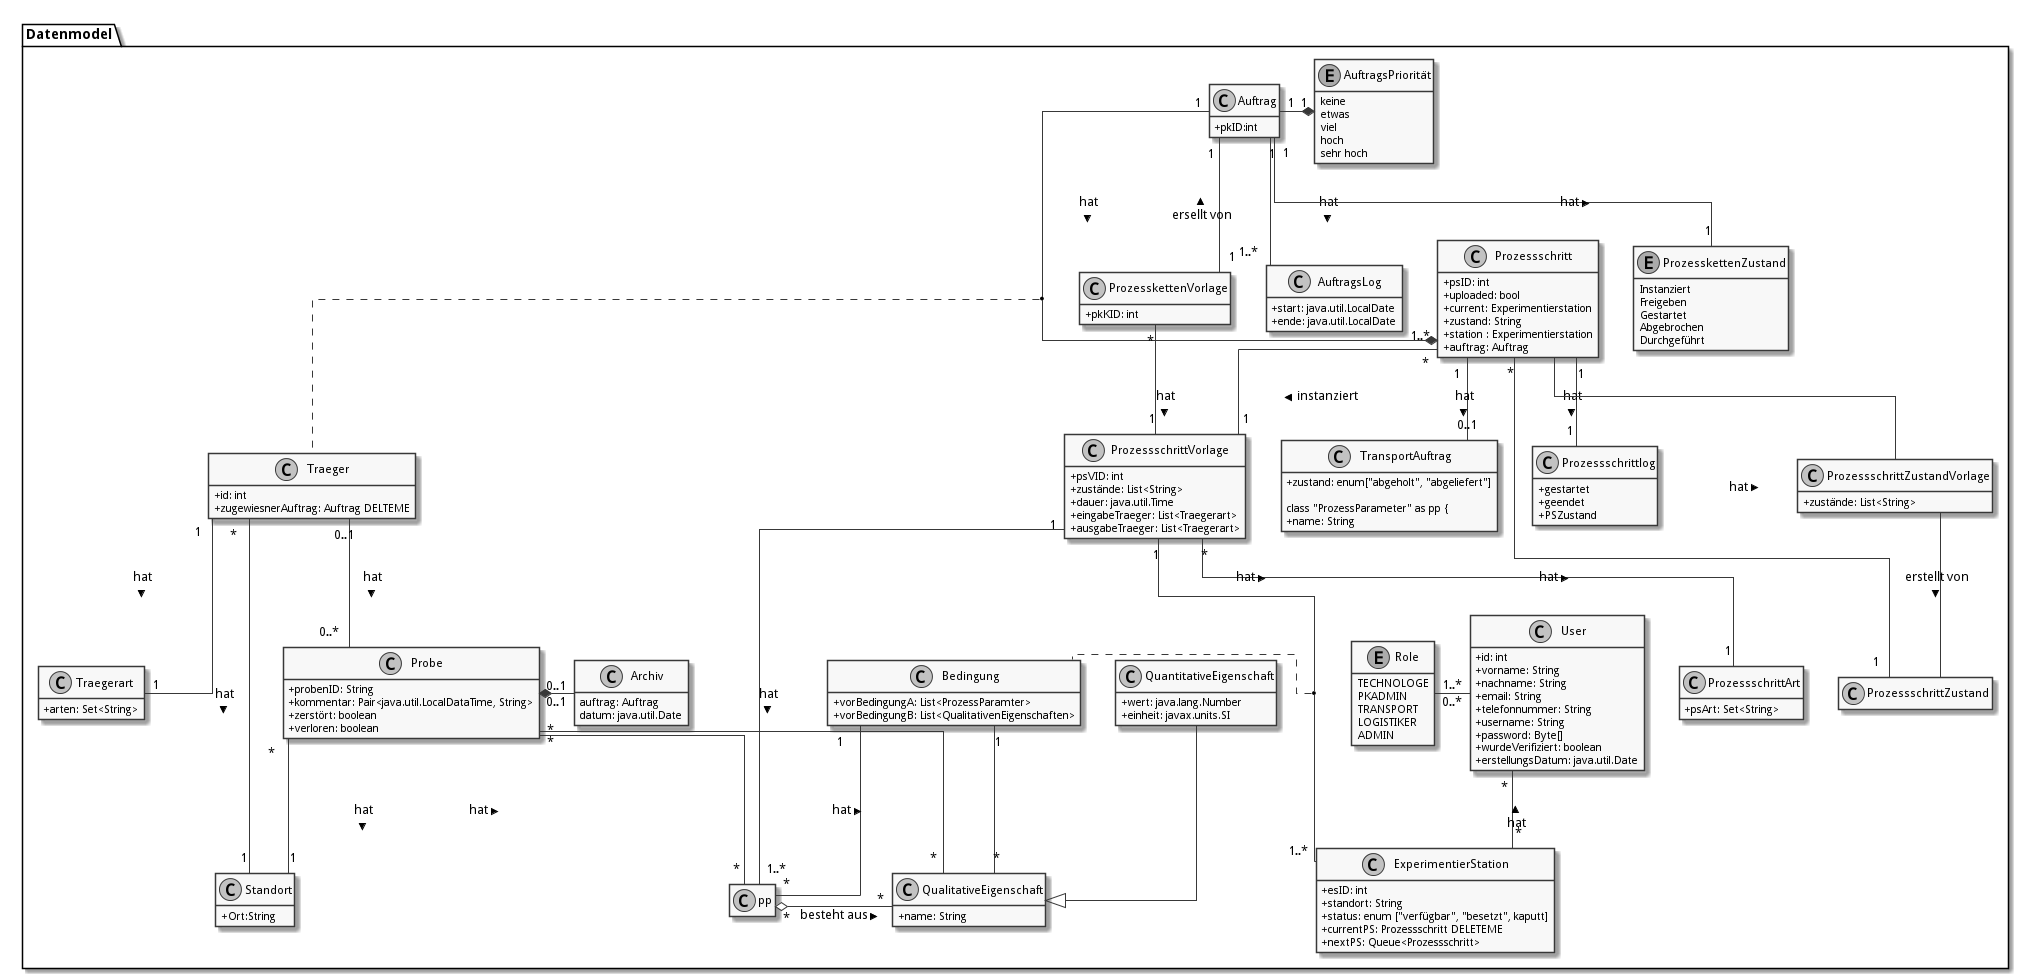 Datenmodel
E AuftragsPriorität
keine
etwas
viel
hoch
sehr hoch
C Auftrag
+pkID:int
1
1 1
1
1
1
hat
ersellt von
hat
hat
1
1..*
1
C ProzesskettenVorlage
+pkKID: int
C AuftragsLog
+start: java.util.LocalDate
+ende: java.util.LocalDate
C Prozessschritt
+psID: int
+uploaded: bool
+current: Experimentierstation
+zustand: String
+station : Experimentierstation
+auftrag: Auftrag
E ProzesskettenZustand
Instanziert
Freigeben
Gestartet
Abgebrochen
Durchgeführt
*
1..*
*
1
*
1
hat
instanziert
hat
hat
1
1
0..1
1
C Traeger
+id: int
+zugewiesnerAuftrag: Auftrag DELTEME
C ProzessschrittVorlage
+psVID: int
+zustände: List<String>
+dauer: java.util.Time
+eingabeTraeger: List<Traegerart>
+ausgabeTraeger: List<Traegerart>
C TransportAuftrag
+zustand: enum["abgeholt", "abgeliefert"]
class "ProzessParameter" as pp {
+name: String
C Prozessschrittlog
+gestartet
+geendet
+PSZustand
hat
C ProzessschrittZustandVorlage
+zustände: List<String>
1
*
0..1
1
1
*
hat
hat
hat
hat
erstellt von
0..*
1
1
C Traegerart
+arten: Set<String>
1
hat
C Probe
+probenID: String
+kommentar: Pair<java.util.LocalDataTime, String>
+zerstört: boolean
+verloren: boolean
0..1
0..1
C Archiv
auftrag: Auftrag
datum: java.util.Date
hat
C Bedingung
+vorBedingungA: List<ProzessParamter>
+vorBedingungB: List<QualitativenEigenschaften>
C QuantitativeEigenschaft
+wert: java.lang.Number
+einheit: javax.units.SI
E Role
TECHNOLOGE
PKADMIN
TRANSPORT
LOGISTIKER
ADMIN
1..*
0..*
C User
+id: int
+vorname: String
+nachname: String
+email: String
+telefonnummer: String
+username: String
+password: Byte[]
+wurdeVerifiziert: boolean
+erstellungsDatum: java.util.Date
C ProzessschrittArt
+psArt: Set<String>
C ProzessschrittZustand
*
*
*
1
1
*
hat
hat
hat
hat
*
1
1
*
1..*
*
*
1..*
C Standort
+Ort:String
C pp
*
*
besteht aus
*
C QualitativeEigenschaft
+name: String
C ExperimentierStation
+esID: int
+standort: String
+status: enum ["verfügbar", "besetzt", kaputt]
+currentPS: Prozessschritt DELETEME
+nextPS: Queue<Prozessschritt>